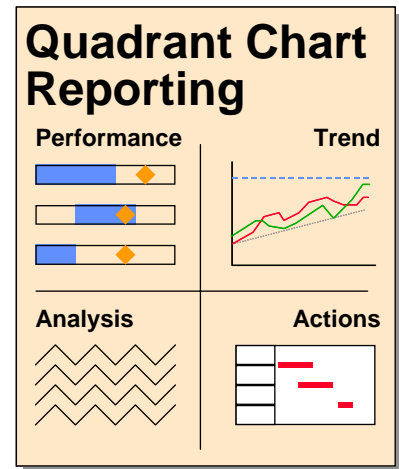 Quadrant Chart
Reporting
Performance
Trend
Analysis
Actions